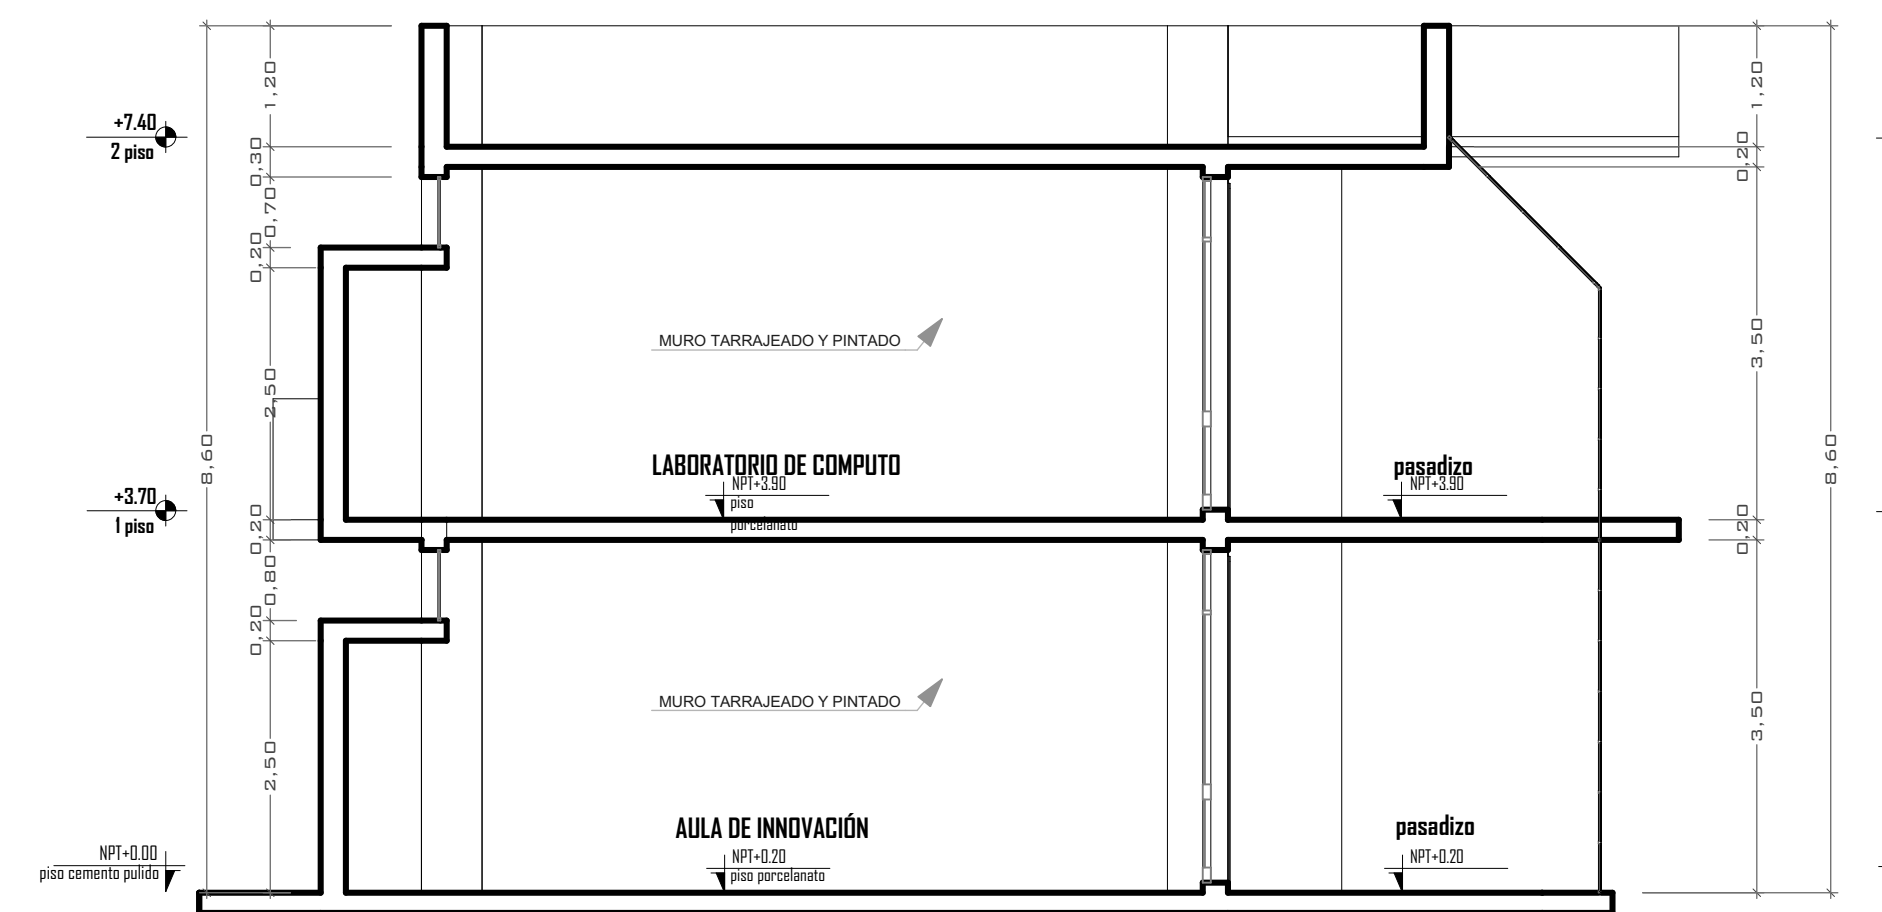 1,20
1,20
+7.40
2 piso
0,30
0,20
0,70
0,20
MURO TARRAJEADO Y PINTADO
3,50
2,50
8,60
8,60
LABORATORIO DE COMPUTO
NPT+3.90
piso
porcelanato
pasadizo
NPT+3.90
+3.70
1 piso
0,20
0,20
0,80
0,20
MURO TARRAJEADO Y PINTADO
3,50
2,50
AULA DE INNOVACIÓN
NPT+0.20
piso porcelanato
pasadizo
NPT+0.20
NPT+0.00
piso cemento pulido